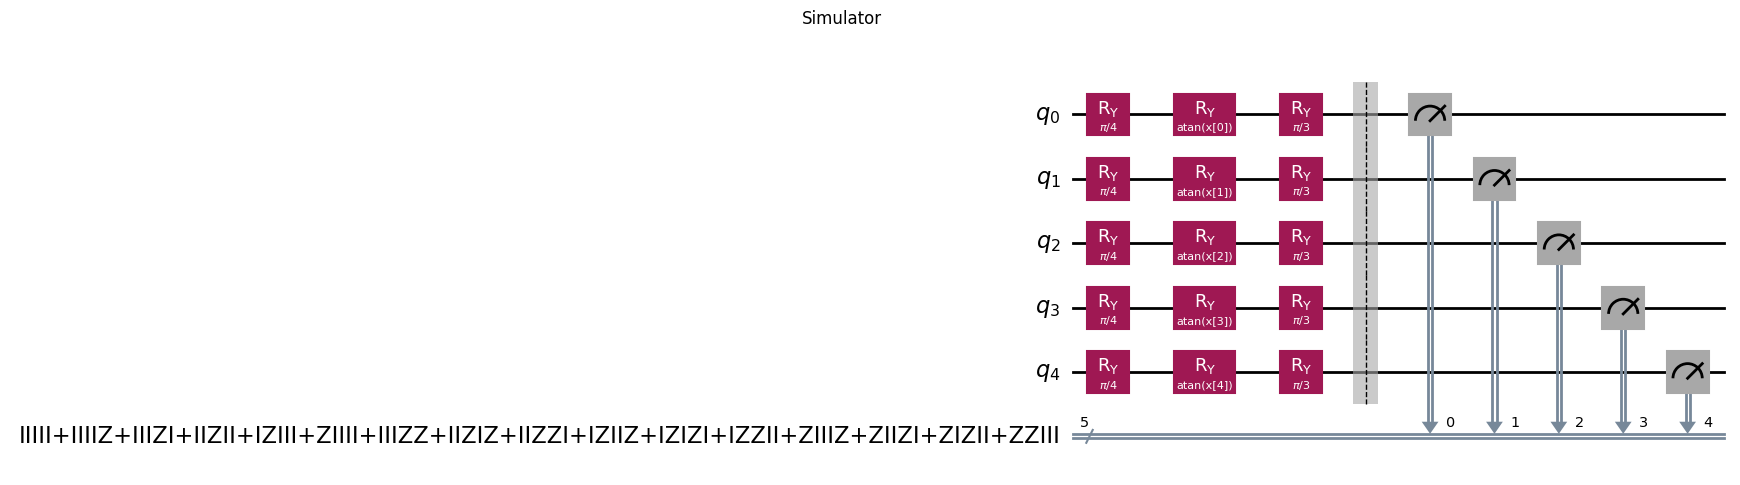 Simulator
q0 RY π/4 RY atan(x[0]) RY π/3
q1 RY π/4 RY atan(x[1]) RY π/3
q2 RY π/4 RY atan(x[2]) RY π/3
q3 RY π/4 RY atan(x[3]) RY π/3
q4 RY π/4 RY atan(x[4]) RY π/3
IIIII+IIIIZ+IIIZI+IIZII+IZIII+ZIIII+IIIZZ+IIZIZ+IIZZI+IZIIZ+IZIZI+IZZII+ZIIIZ+ZIIZI+ZIZII+ZZIII 5 0 1 2 3 4